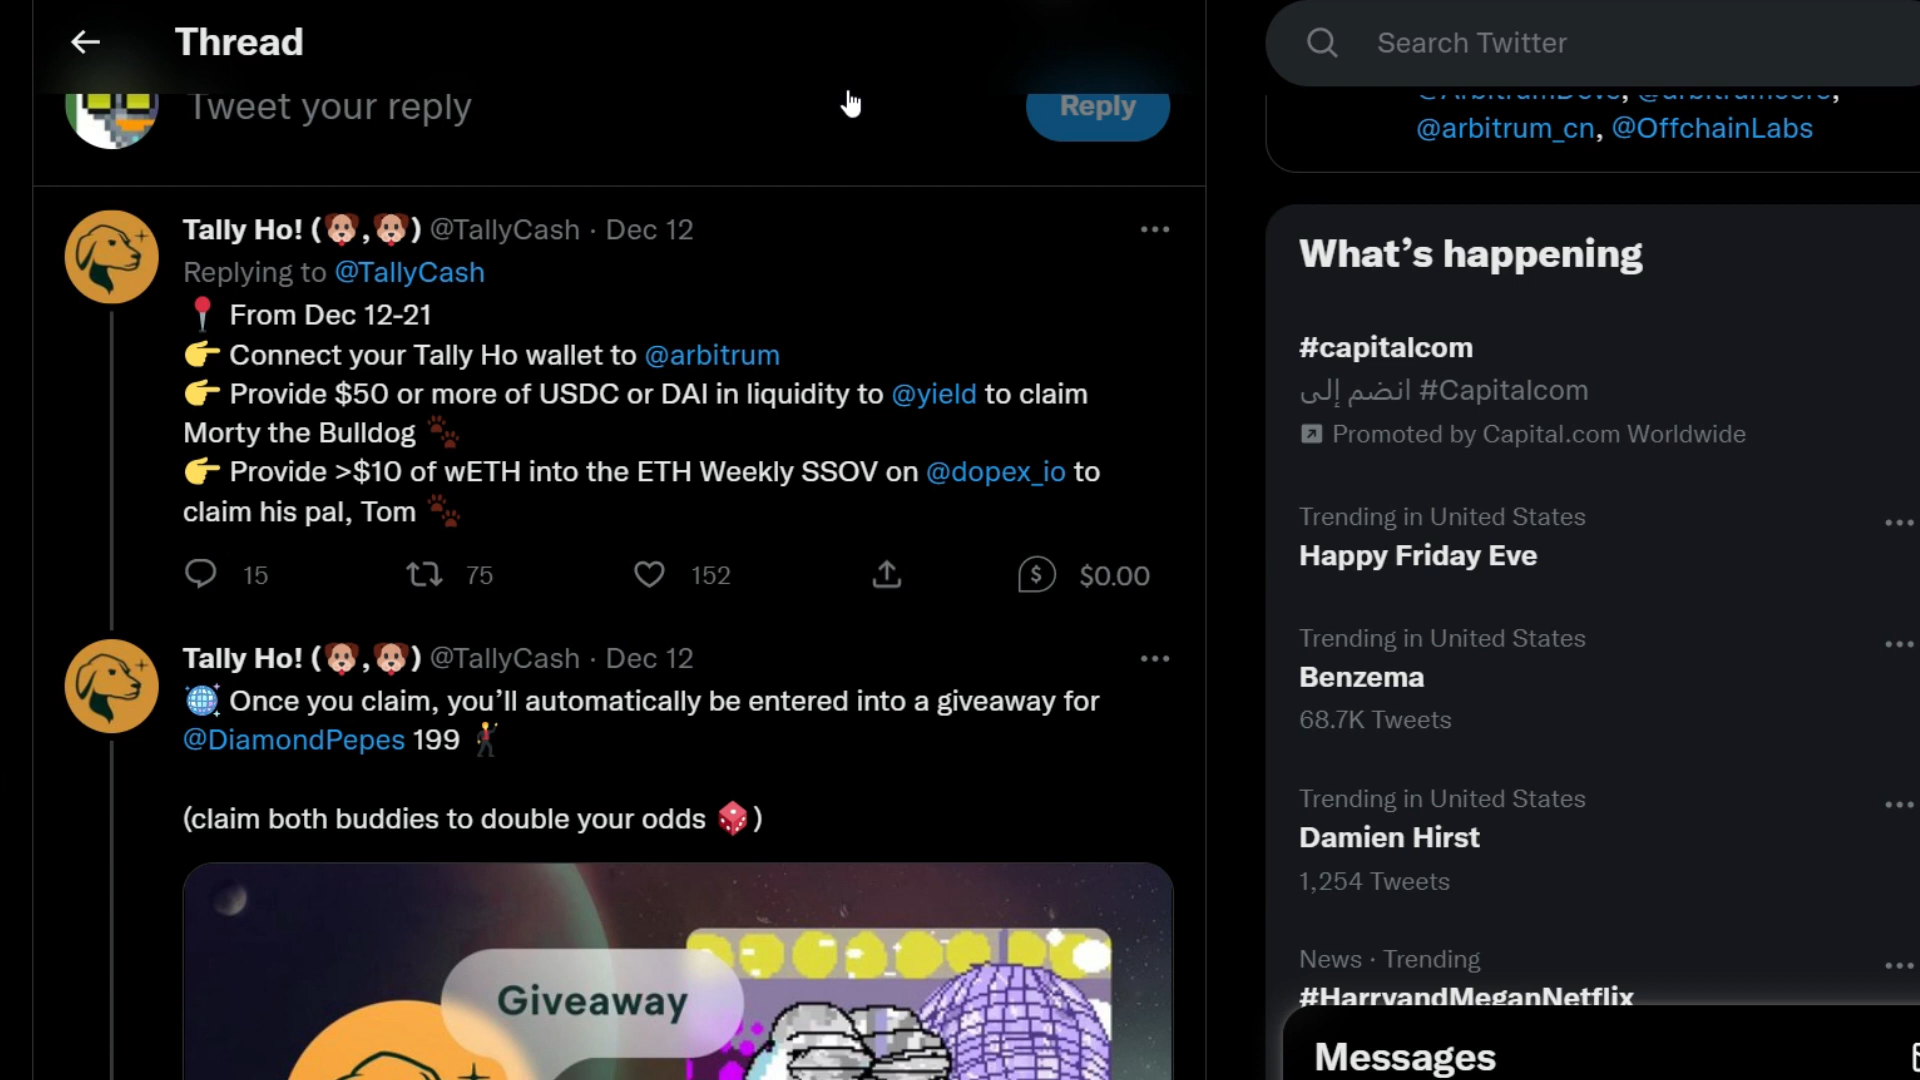 Thread
Search Twitter
Tweet your reply
Reply
@arbitrum_cn, @OffchainLabs
Tally Ho! (🐶,🐶) @TallyCash · Dec 12
Replying to @TallyCash
📍 From Dec 12-21
👉 Connect your Tally Ho wallet to @arbitrum
👉 Provide $50 or more of USDC or DAI in liquidity to @yield to claim
Morty the Bulldog 🐾
👉 Provide >$10 of wETH into the ETH Weekly SSOV on @dopex_io to
claim his pal, Tom 🐾
15 75 152 $0.00
Tally Ho! (🐶,🐶) @TallyCash · Dec 12
🪩 Once you claim, you’ll automatically be entered into a giveaway for
@DiamondPepes 199 🕺
(claim both buddies to double your odds 🎲)
Giveaway
What’s happening
#capitalcom
انضم إلى #Capitalcom
Promoted by Capital.com Worldwide
Trending in United States
Happy Friday Eve
Trending in United States
Benzema
68.7K Tweets
Trending in United States
Damien Hirst
1,254 Tweets
News · Trending
#HarryandMeganNetflix
Messages